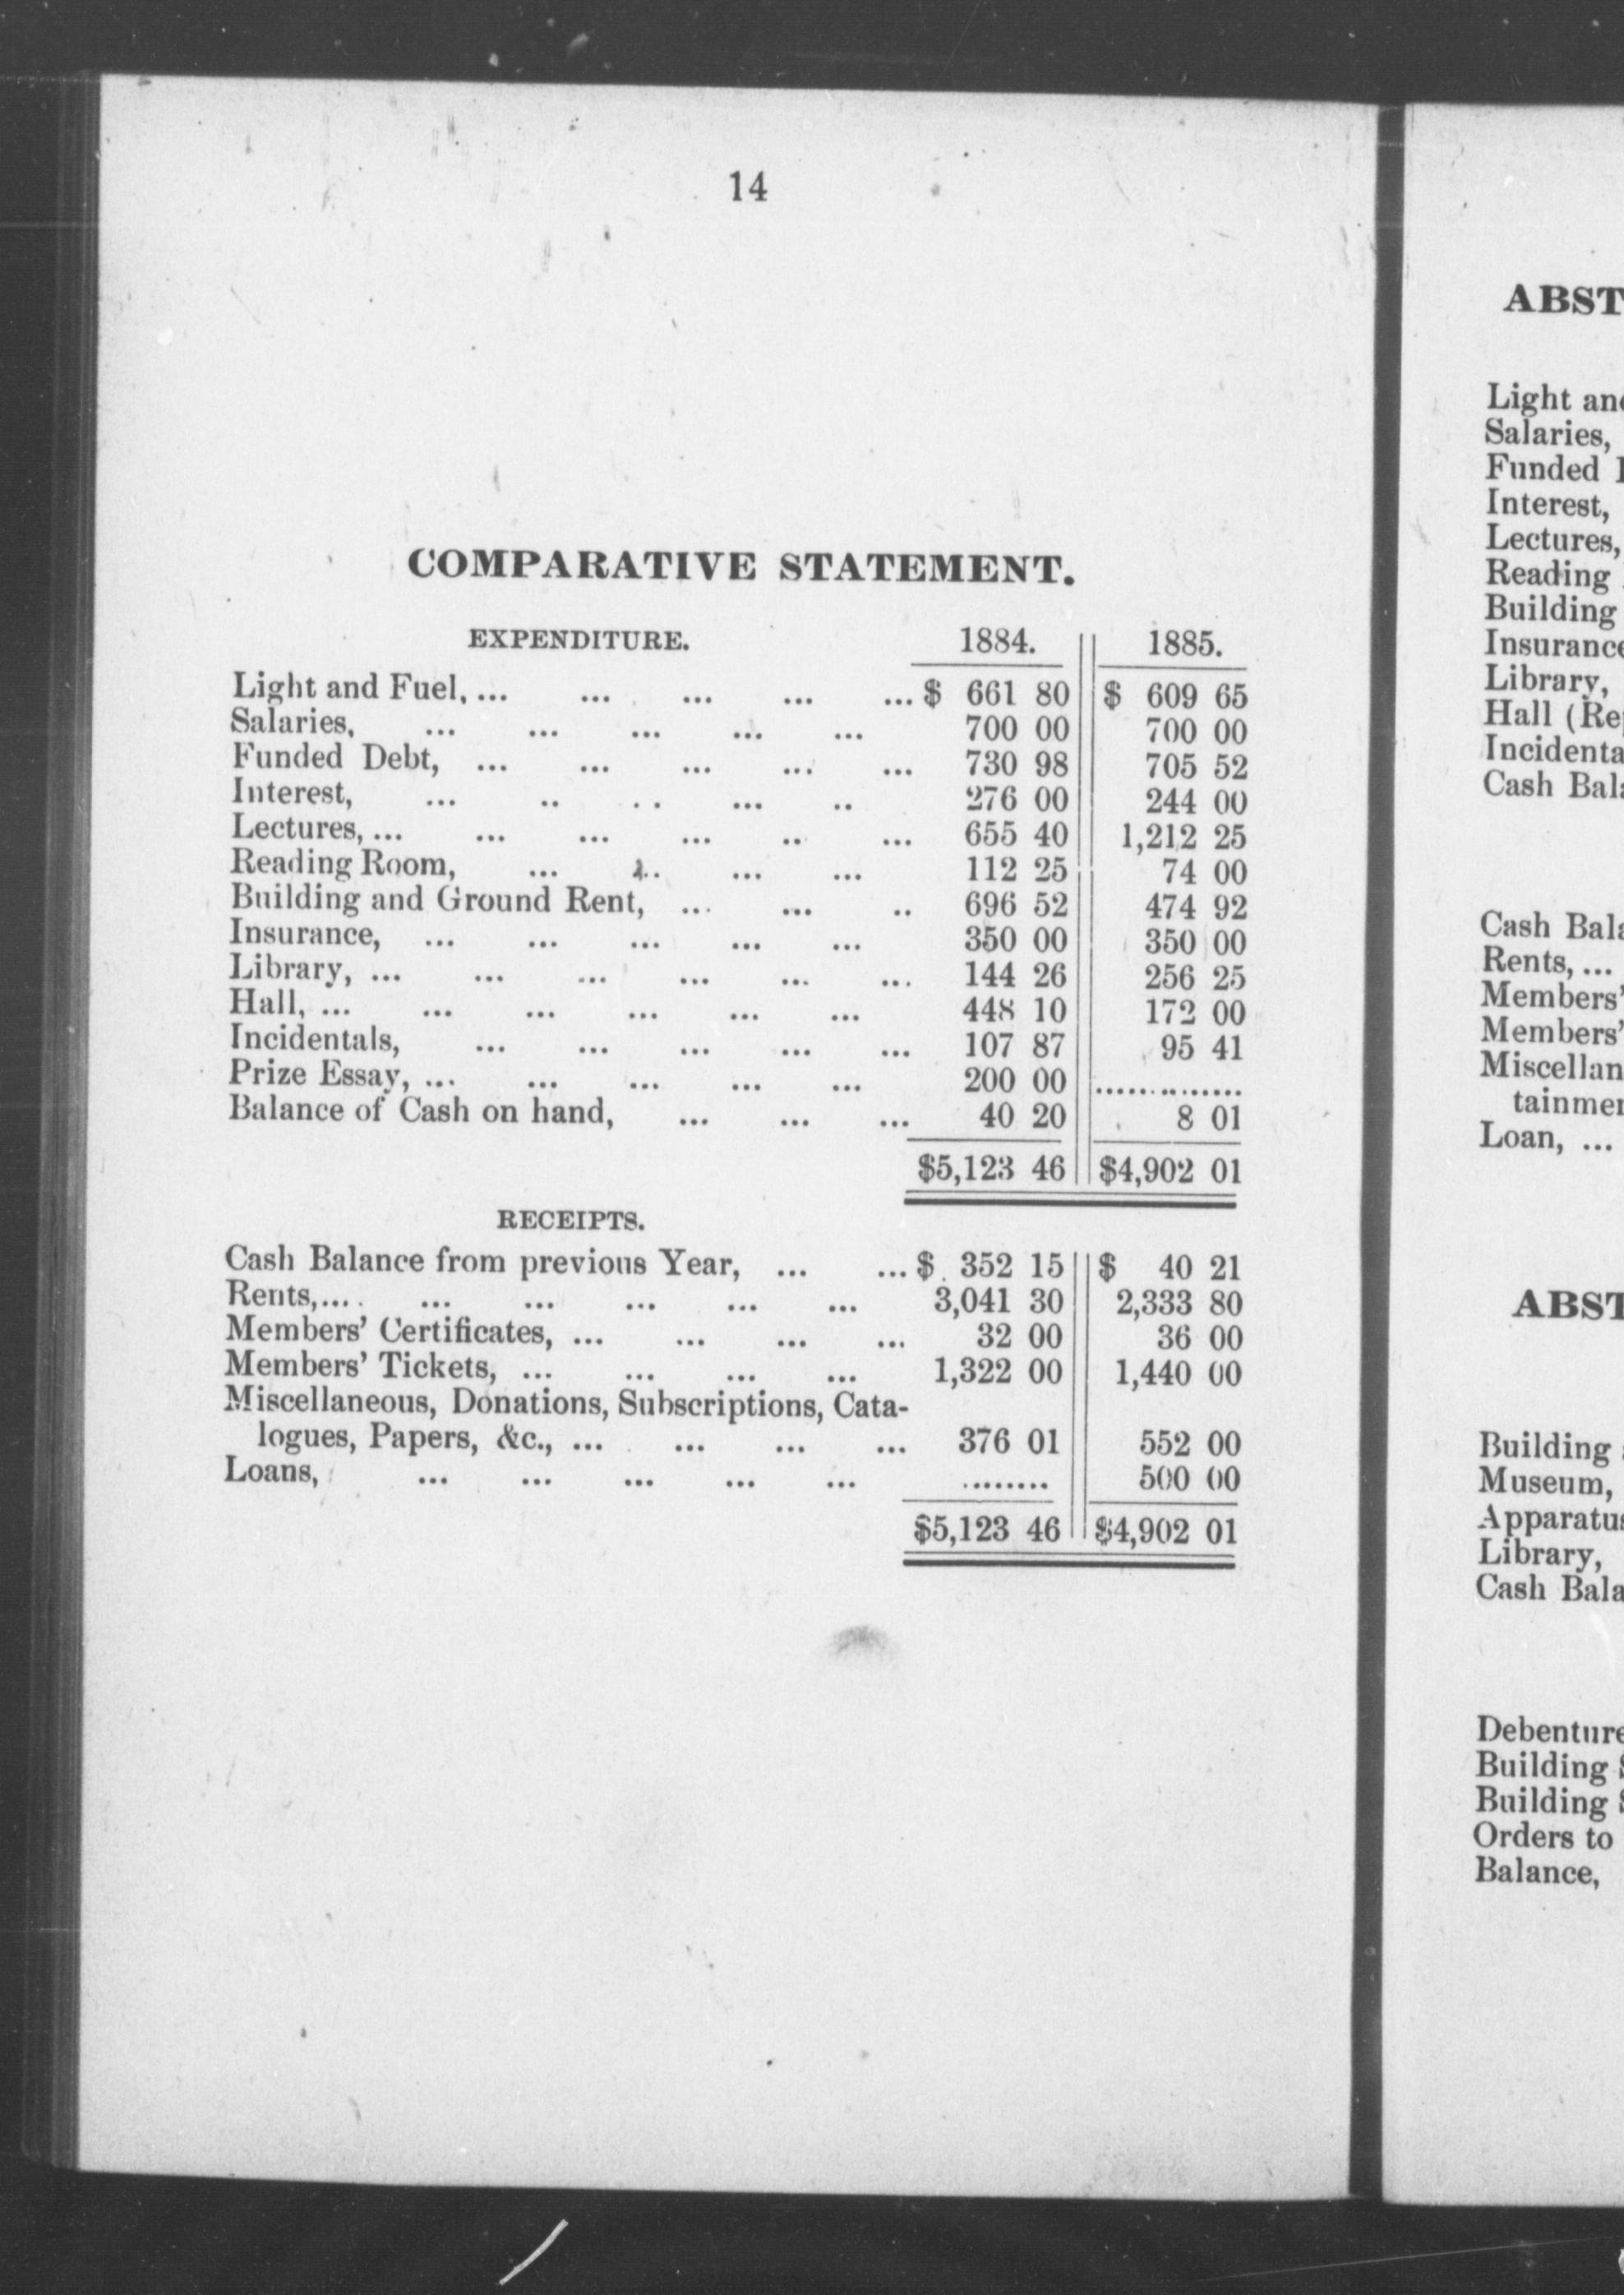 14
COMPARATIVE STATEMENT.
EXPENDITURE. 1884. 1885.
Light and Fuel, ... ... ... ... ... $ 661 80 $ 609 65
Salaries, ... ... ... ... ... 700 00 700 00
Funded Debt, ... ... ... ... ... 730 98 705 52
Interest, ... .. .. ... .. 276 00 244 00
Lectures, ... ... ... ... .. ... 655 40 1,212 25
Reading Room, ... ... ... ... 112 25 74 00
Building and Ground Rent, ... ... .. 696 52 474 92
Insurance, ... ... ... ... ... 350 00 350 00
Library, ... ... ... ... ... ... 144 26 256 25
Hall, ... ... ... ... ... ... 448 10 172 00
Incidentals, ... ... ... ... ... 107 87 95 41
Prize Essay, ... ... ... ... ... 200 00 ..............
Balance of Cash on hand, ... ... ... 40 20 8 01
$5,123 46 $4,902 01
RECEIPTS.
Cash Balance from previous Year, ... ... $ 352 15 $ 40 21
Rents,.... ... ... ... ... ... 3,041 30 2,333 80
Members' Certificates, ... ... ... ... 32 00 36 00
Members' Tickets, ... ... ... ... 1,322 00 1,440 00
Miscellaneous, Donations, Subscriptions, Cata-
logues, Papers, &c., ... ... ... ... 376 01 552 00
Loans, ... ... ... ... ... ........ 500 00
$5,123 46 $4,902 01
ABST
Light an
Salaries,
Funded
Interest,
Lectures,
Reading
Building
Insurance
Library,
Hall (Re
Incidenta
Cash Bala
Cash Bala
Rents, ...
Members'
Members'
Miscellan
tainmen
Loan, ...
ABST
Building
Museum,
Apparatus
Library,
Cash Bala
Debenture
Building S
Building S
Orders to
Balance,